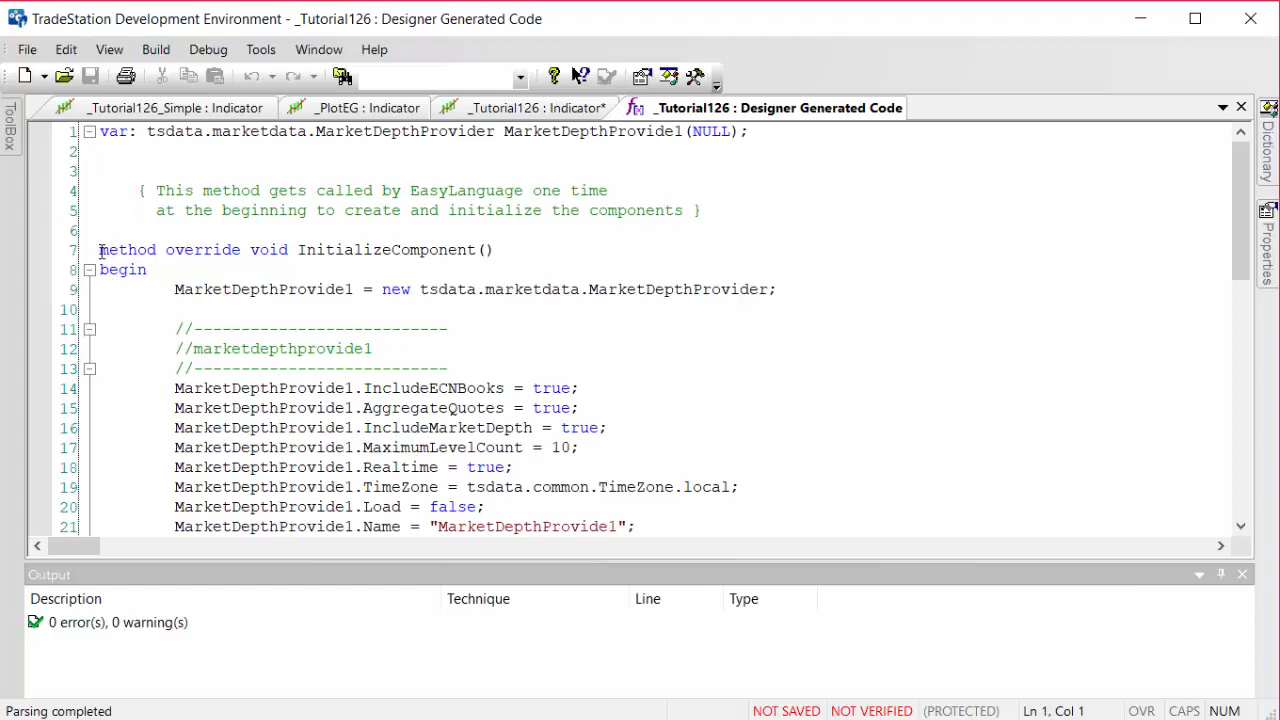 TradeStation Development Environment - _Tutorial126 : Designer Generated Code
File Edit View Build Debug Tools Window Help
_Tutorial126_Simple : Indicator _PlotEG : Indicator _Tutorial126 : Indicator* _Tutorial126 : Designer Generated Code
ToolBox
Dictionary
Properties
1 var: tsdata.marketdata.MarketDepthProvider MarketDepthProvide1(NULL);
2
3
4 { This method gets called by EasyLanguage one time
5 at the beginning to create and initialize the components }
6
7 method override void InitializeComponent()
8 begin
9 MarketDepthProvide1 = new tsdata.marketdata.MarketDepthProvider;
10
11 //---------------------------
12 //marketdepthprovide1
13 //---------------------------
14 MarketDepthProvide1.IncludeECNBooks = true;
15 MarketDepthProvide1.AggregateQuotes = true;
16 MarketDepthProvide1.IncludeMarketDepth = true;
17 MarketDepthProvide1.MaximumLevelCount = 10;
18 MarketDepthProvide1.Realtime = true;
19 MarketDepthProvide1.TimeZone = tsdata.common.TimeZone.local;
20 MarketDepthProvide1.Load = false;
21 MarketDepthProvide1.Name = "MarketDepthProvide1";
Output
Description Technique Line Type
0 error(s), 0 warning(s)
Parsing completed NOT SAVED NOT VERIFIED (PROTECTED) Ln 1, Col 1 OVR CAPS NUM